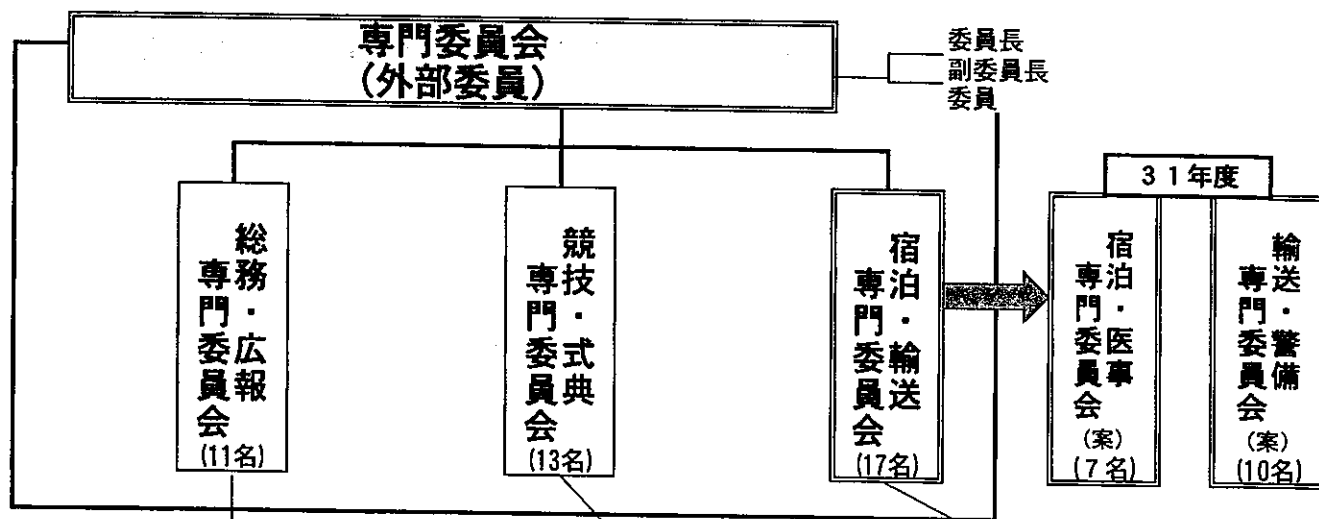 専門委員会
(外部委員)
委員長
副委員長
委員
31年度
総務・広報
専門委員会
(11名)
競技・式典
専門委員会
(13名)
宿泊・輸送
専門委員会
(17名)
宿泊・医事
専門委員会
(案)
(7名)
輸送・警備
専門委員会
(案)
(10名)